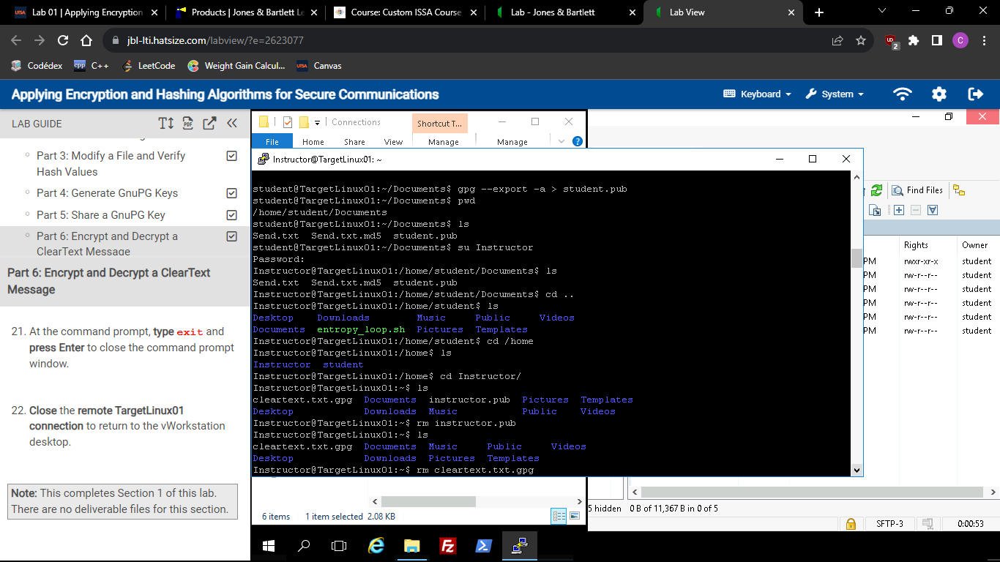 Lab 01 | Applying Encryption
Products | Jones & Bartlett Le
Course: Custom ISSA Course
Lab - Jones & Bartlett
Lab View
jbl-lti.hatsize.com/labview/?e=2623077
2
C
Codédex
C++
LeetCode
Weight Gain Calcul...
Canvas
Applying Encryption and Hashing Algorithms for Secure Communications
Keyboard
System
LAB GUIDE
Part 3: Modify a File and Verify
Hash Values
Part 4: Generate GnuPG Keys
Part 5: Share a GnuPG Key
Part 6: Encrypt and Decrypt a
ClearText Message
Part 6: Encrypt and Decrypt a ClearText
Message
21. At the command prompt, type exit and
press Enter to close the command prompt
window.
22. Close the remote TargetLinux01
connection to return to the vWorkstation
desktop.
Note: This completes Section 1 of this lab.
There are no deliverable files for this section.
Connections
Shortcut T...
File
Home
Share
View
Manage
Manage
Instructor@TargetLinux01: ~
student@TargetLinux01:~/Documents$ gpg --export -a > student.pub
student@TargetLinux01:~/Documents$ pwd
/home/student/Documents
student@TargetLinux01:~/Documents$ ls
Send.txt  Send.txt.md5  student.pub
student@TargetLinux01:~/Documents$ su Instructor
Password:
Instructor@TargetLinux01:/home/student/Documents$ ls
Send.txt  Send.txt.md5  student.pub
Instructor@TargetLinux01:/home/student/Documents$ cd ..
Instructor@TargetLinux01:/home/student$ ls
Desktop    Downloads        Music     Public     Videos
Documents  entropy_loop.sh  Pictures  Templates
Instructor@TargetLinux01:/home/student$ cd /home
Instructor@TargetLinux01:/home$ ls
Instructor  student
Instructor@TargetLinux01:/home$ cd Instructor/
Instructor@TargetLinux01:~$ ls
cleartext.txt.gpg  Documents  instructor.pub  Pictures  Templates
Desktop            Downloads  Music           Public    Videos
Instructor@TargetLinux01:~$ rm instructor.pub
Instructor@TargetLinux01:~$ ls
cleartext.txt.gpg  Documents  Music     Public     Videos
Desktop            Downloads  Pictures  Templates
Instructor@TargetLinux01:~$ rm cleartext.txt.gpg
Find Files
Rights
Owner
PM
rwxr-xr-x
student
PM
rw-r--r--
student
PM
rw-r--r--
student
PM
rw-r--r--
student
PM
rw-r--r--
student
PM
rw-r--r--
student
6 items
1 item selected
2.08 KB
5 hidden
0 B of 11,367 B in 0 of 5
SFTP-3
0:00:53